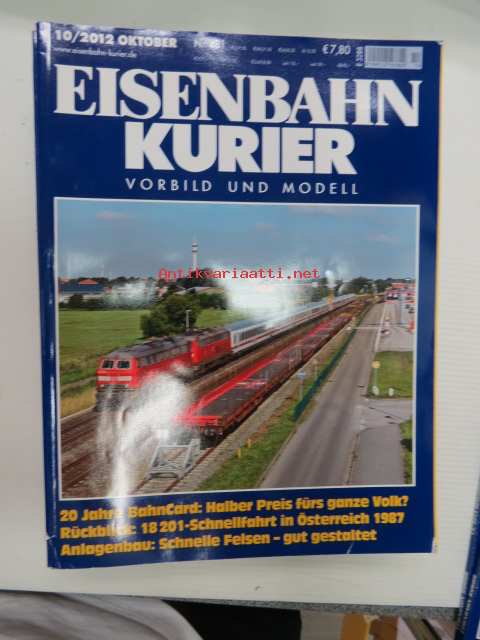 10/2012 OKTOBER
€ 7,80
www.eisenbahn-kurier.de
EISENBAHN
KURIER
VORBILD UND MODELL
Antikvariaatti.net
20 Jahre BahnCard: Halber Preis fürs ganze Volk?
Rückblick: 18 201-Schnellfahrt in Österreich 1987
Anlagenbau: Schnelle Felsen – gut gestaltet